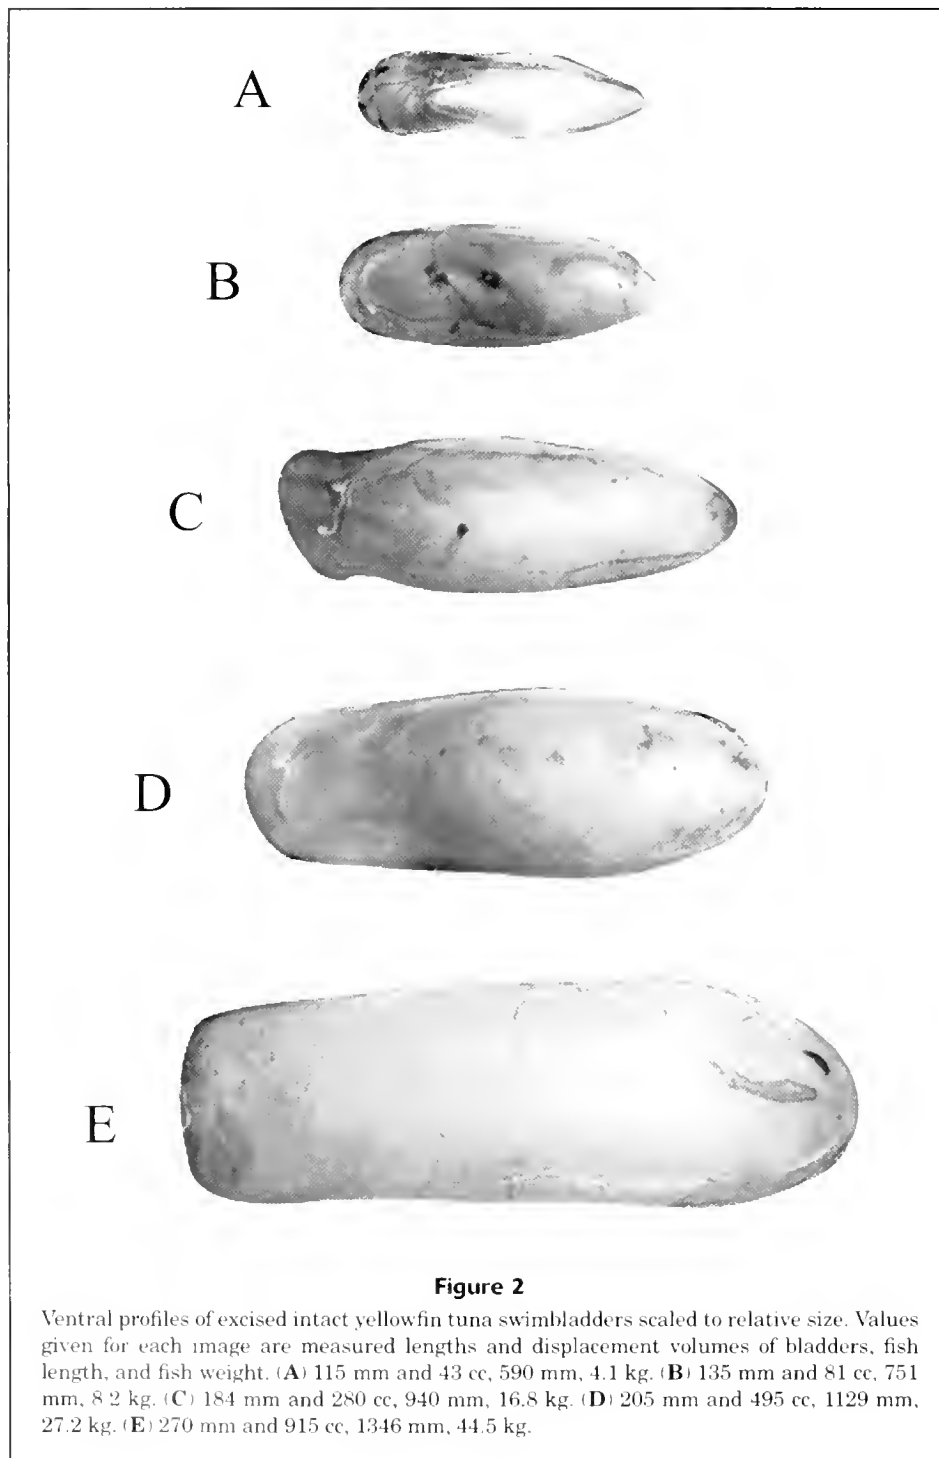 A
B
C
D
E
Figure 2
Ventral profiles of excised intact yellowfin tuna swimbladders scaled to relative size. Values
given for each image are measured lengths and displacement volumes of bladders, fish
length, and fish weight. (A) 115 mm and 43 cc, 590 mm, 4.1 kg. (B) 135 mm and 81 cc, 751
mm, 8.2 kg. (C) 184 mm and 280 cc, 940 mm, 16.8 kg. (D) 205 mm and 495 cc, 1129 mm,
27.2 kg. (E) 270 mm and 915 cc, 1346 mm, 44.5 kg.